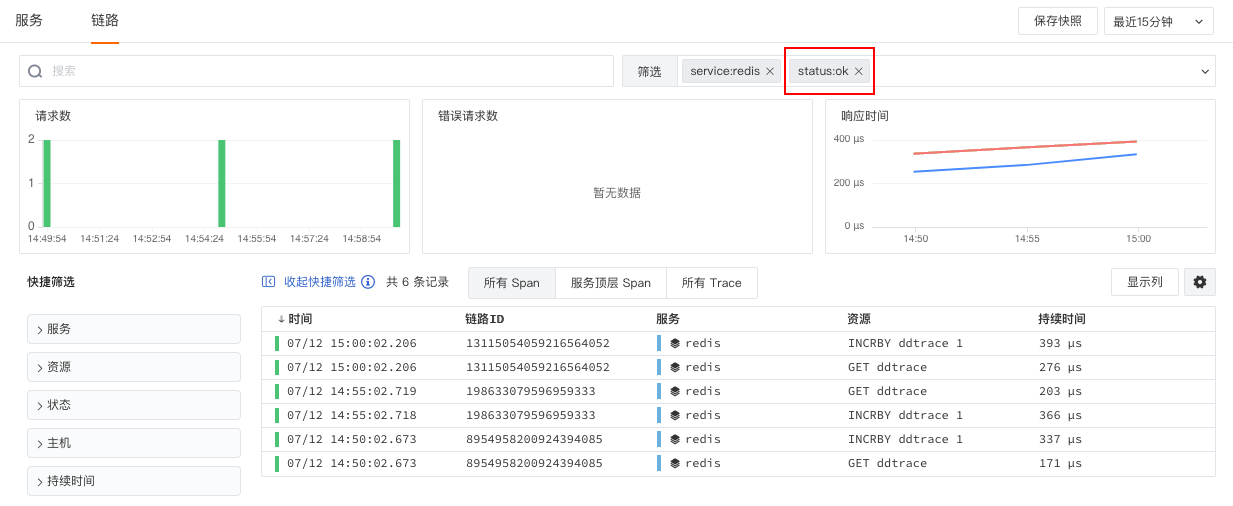 服务 链路 保存快照 最近15分钟
搜索 筛选 service:redis × status:ok ×
请求数
2
1
0
14:49:54 14:51:24 14:52:54 14:54:24 14:55:54 14:57:24 14:58:54
错误请求数
暂无数据
响应时间
400 µs
200 µs
0 µs
14:50 14:55 15:00
快捷筛选
服务
资源
状态
主机
持续时间
收起快捷筛选 共 6 条记录 所有 Span 服务顶层 Span 所有 Trace 显示列
时间 链路ID 服务 资源 持续时间
07/12 15:00:02.206 13115054059216564052 redis INCRBY ddtrace 1 393 µs
07/12 15:00:02.206 13115054059216564052 redis GET ddtrace 276 µs
07/12 14:55:02.719 198633079596959333 redis GET ddtrace 203 µs
07/12 14:55:02.718 198633079596959333 redis INCRBY ddtrace 1 366 µs
07/12 14:50:02.673 8954958200924394085 redis INCRBY ddtrace 1 337 µs
07/12 14:50:02.673 8954958200924394085 redis GET ddtrace 171 µs